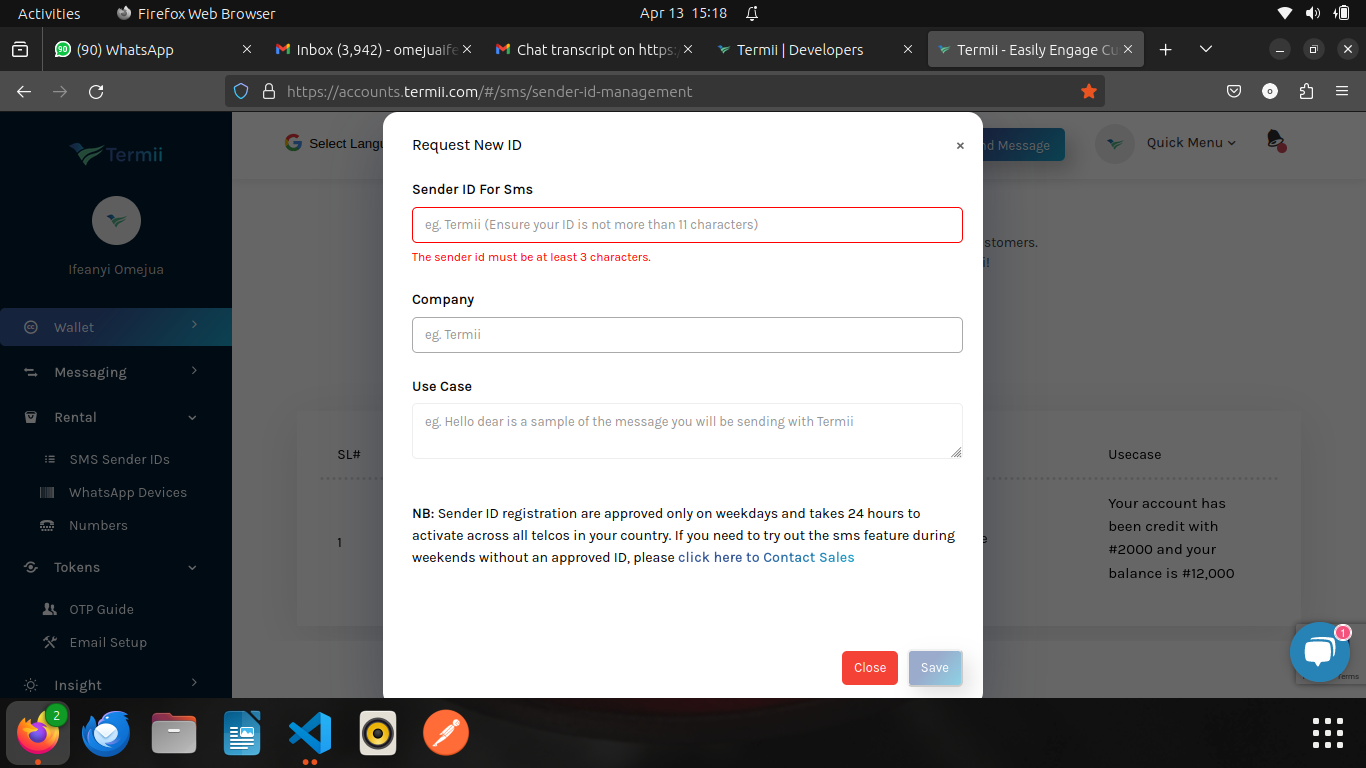 Activities
Firefox Web Browser
Apr 13 15:18
(90) WhatsApp
Inbox (3,942) - omejuaife
Chat transcript on https:/
Termii | Developers
Termii - Easily Engage Cu
https://accounts.termii.com/#/sms/sender-id-management
Termii
Ifeanyi Omejua
Wallet
Messaging
Rental
SMS Sender IDs
WhatsApp Devices
Numbers
Tokens
OTP Guide
Email Setup
Insight
Select Langu
nd Message
Quick Menu
stomers.
i!
Request New ID
×
Sender ID For Sms
eg. Termii (Ensure your ID is not more than 11 characters)
The sender id must be at least 3 characters.
Company
eg. Termii
Use Case
eg. Hello dear is a sample of the message you will be sending with Termii
NB: Sender ID registration are approved only on weekdays and takes 24 hours to
activate across all telcos in your country. If you need to try out the sms feature during
weekends without an approved ID, please click here to Contact Sales
Close
Save
SL#
1
e
Usecase
Your account has
been credit with
#2000 and your
balance is #12,000
1
Terms
2